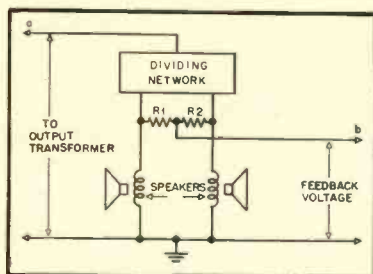 a
DIVIDING
NETWORK
R1 R2
b
TO
OUTPUT
TRANSFORMER
SPEAKERS
FEEDBACK
VOLTAGE